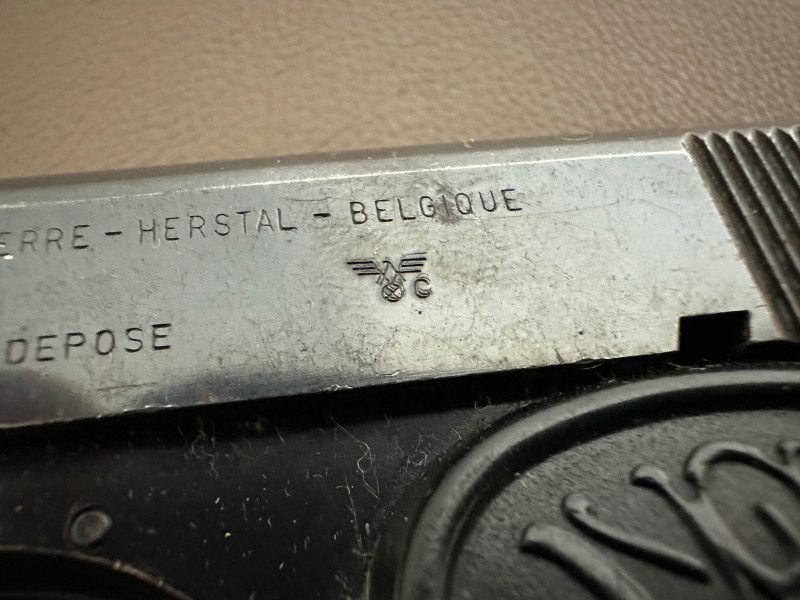 ERRE - HERSTAL - BELGIQUE
C
DEPOSE